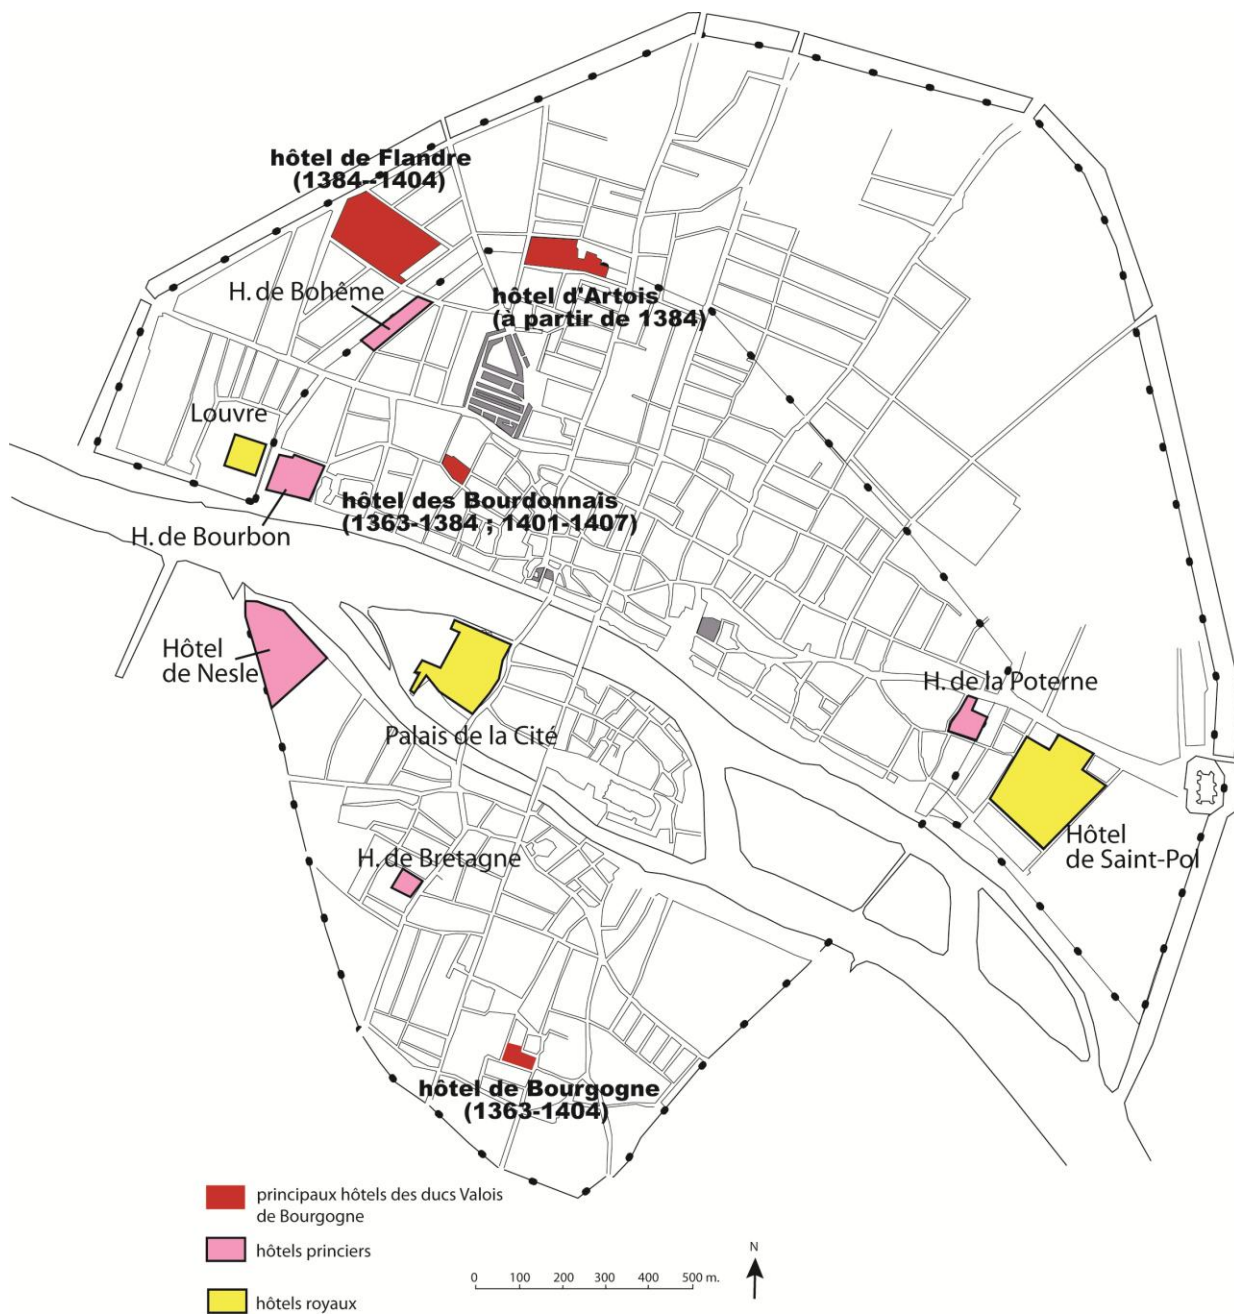 hôtel de Flandre
(1384--1404)
H. de Bohême
hôtel d'Artois
(à partir de 1384)
Louvre
hôtel des Bourdonnais
(1363-1384 ; 1401-1407)
H. de Bourbon
Hôtel
de Nesle
Palais de la Cité
H. de la Poterne
Hôtel
de Saint-Pol
H. de Bretagne
hôtel de Bourgogne
(1363-1404)
principaux hôtels des ducs Valois
de Bourgogne
hôtels princiers
hôtels royaux
0 100 200 300 400 500 m.
N